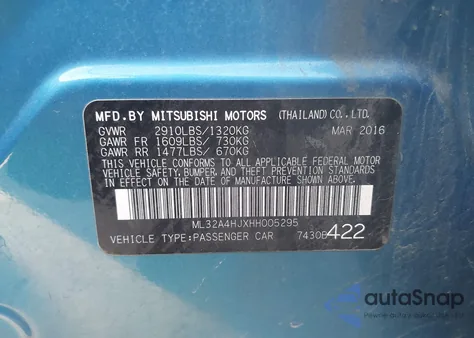 MFD. BY MITSUBISHI MOTORS (THAILAND) CO., LTD.
GVWR 2910LBS/1320KG MAR 2016
GAWR FR 1609LBS/ 730KG
GAWR RR 1477LBS/ 670KG
THIS VEHICLE CONFORMS TO ALL APPLICABLE FEDERAL MOTOR
VEHICLE SAFETY, BUMPER, AND THEFT PREVENTION STANDARDS
IN EFFECT ON THE DATE OF MANUFACTURE SHOWN ABOVE.
ML32A4HJXHH005295
VEHICLE TYPE:PASSENGER CAR 7430B422
autoSnap